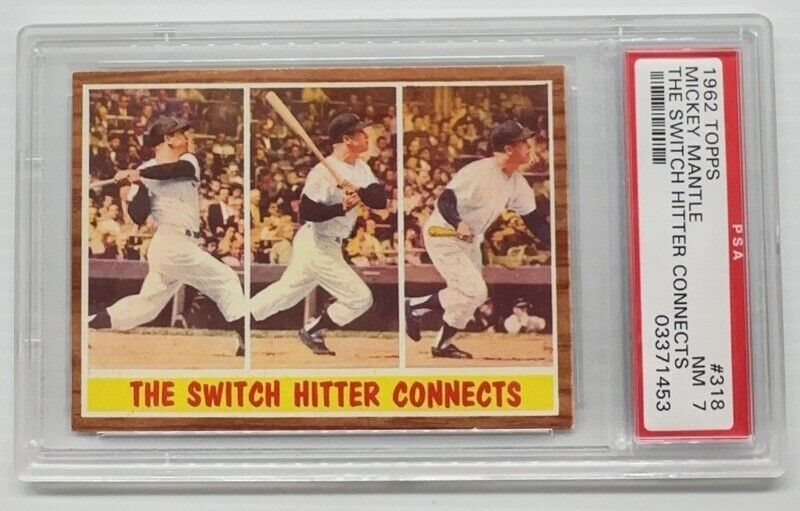 THE SWITCH HITTER CONNECTS
1962 TOPPS
MICKEY MANTLE
THE SWITCH HITTER CONNECTS
PSA
#318
NM 7
03371453